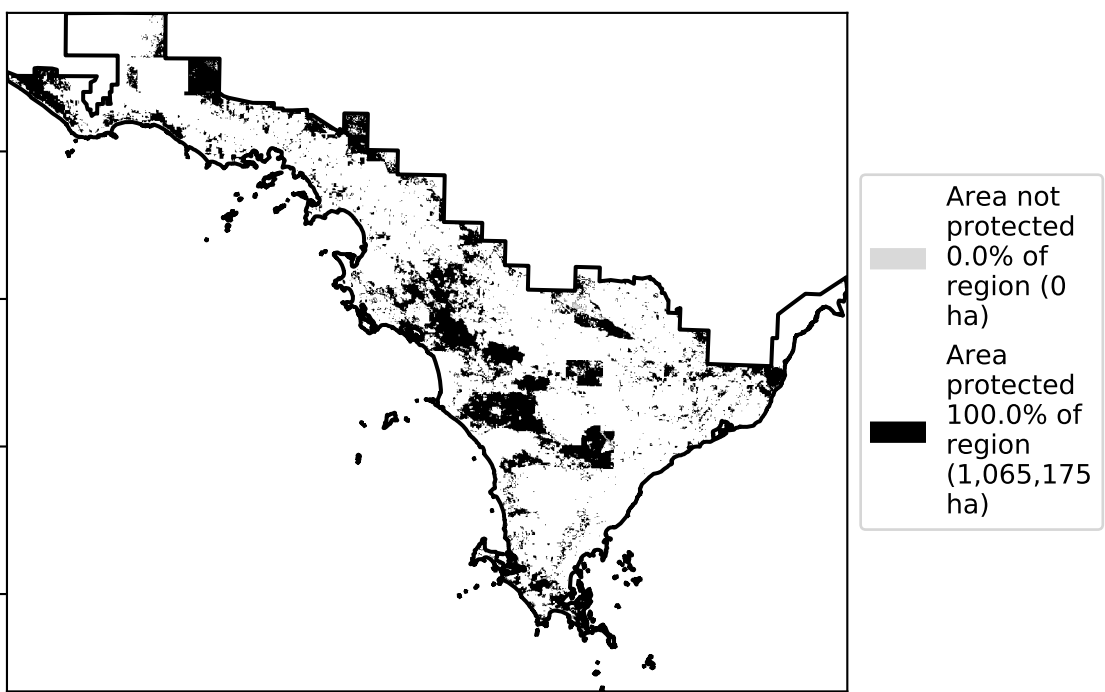 Area not
protected
0.0% of
region (0
ha)
Area
protected
100.0% of
region
(1,065,175
ha)